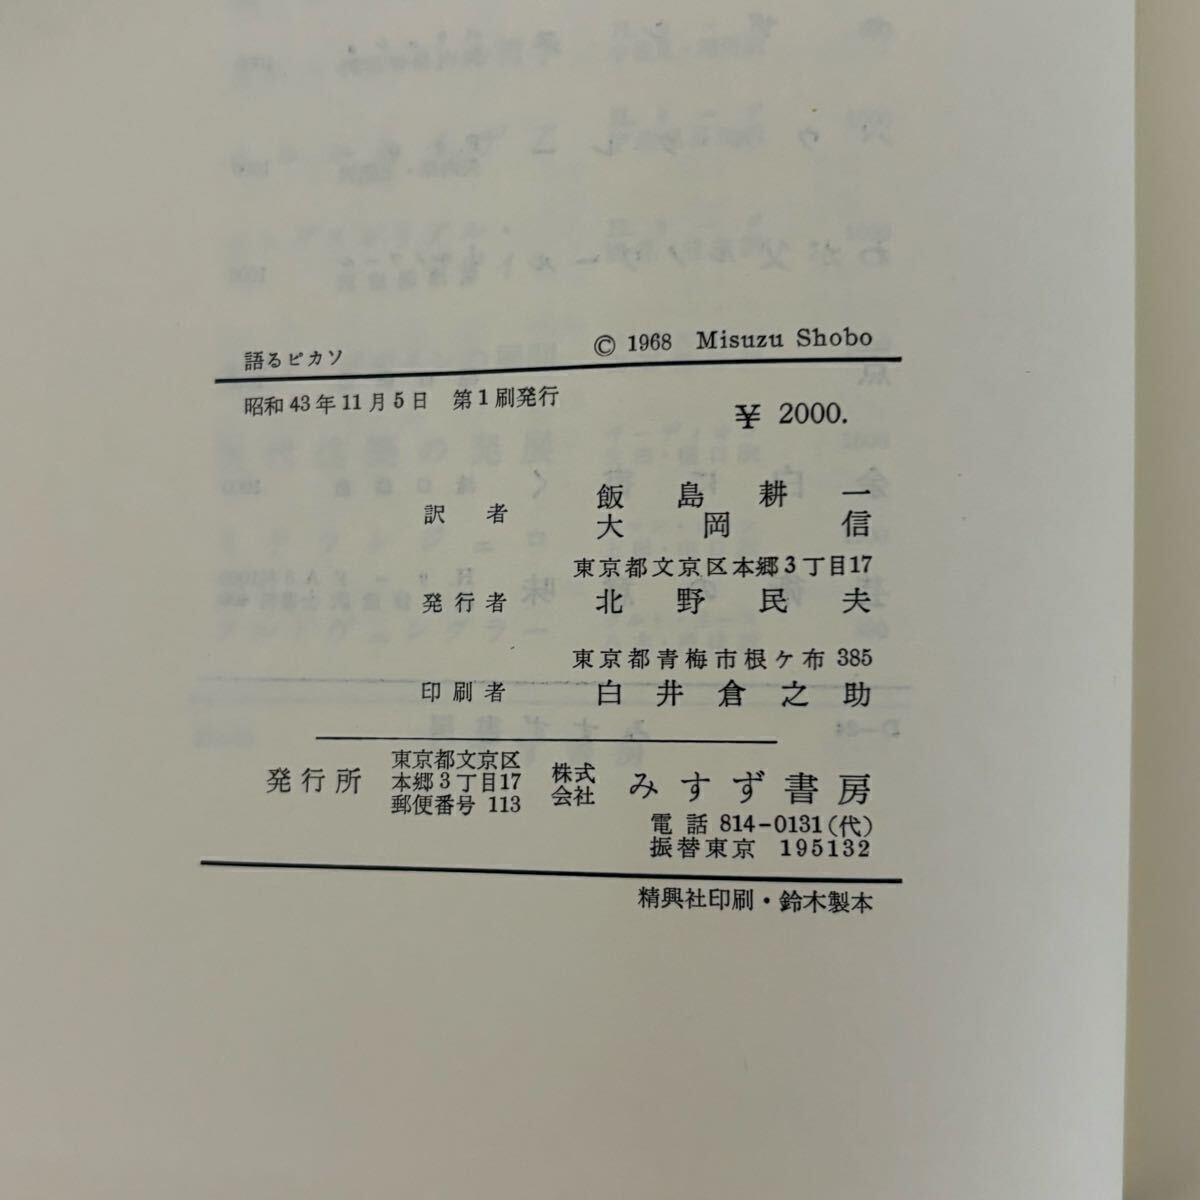 語るピカソ
© 1968 Misuzu Shobo
昭和43年11月5日 第1刷発行
¥ 2000.
訳者
飯島耕一
大岡信
東京都文京区本郷3丁目17
発行者 北野民夫
東京都青梅市根ケ布 385
印刷者 白井倉之助
発行所
東京都文京区
本郷3丁目17
郵便番号 113
株式
会社
みすず書房
電話 814-0131(代)
振替東京 195132
精興社印刷・鈴木製本